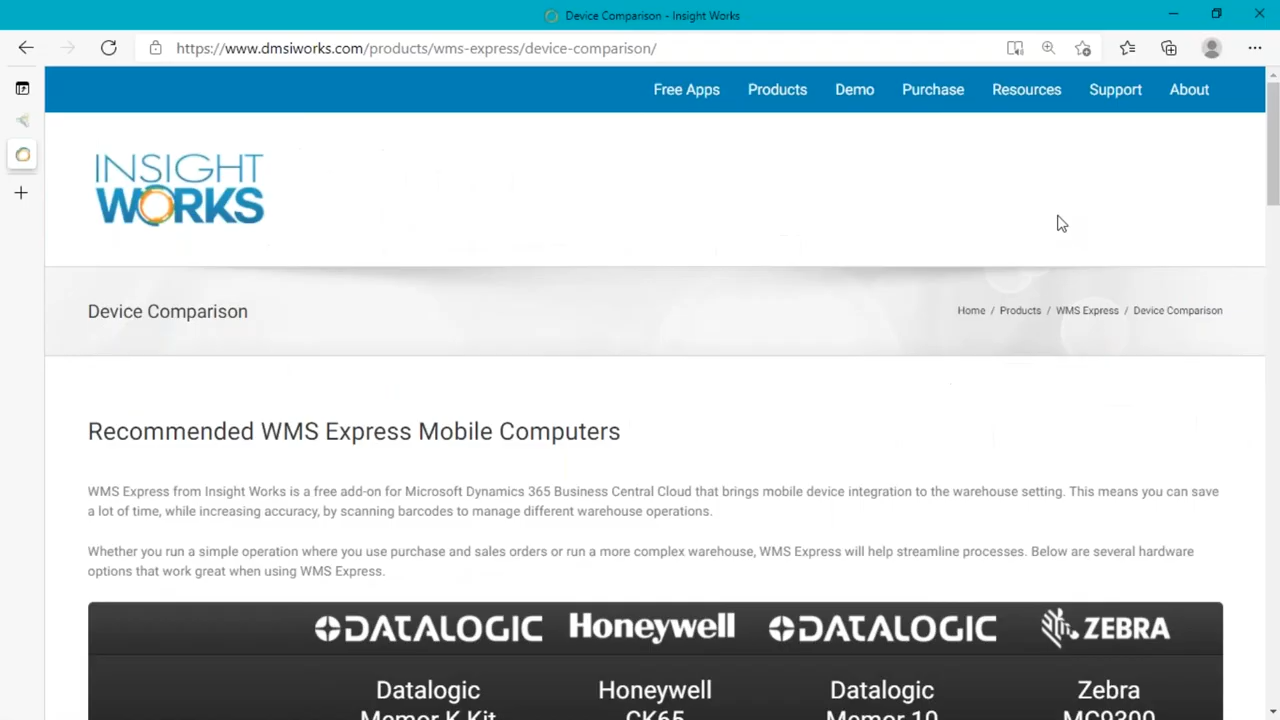 Device Comparison - Insight Works
https://www.dmsiworks.com/products/wms-express/device-comparison/
Free Apps Products Demo Purchase Resources Support About
INSIGHT
WORKS
Device Comparison
Home / Products / WMS Express / Device Comparison
Recommended WMS Express Mobile Computers
WMS Express from Insight Works is a free add-on for Microsoft Dynamics 365 Business Central Cloud that brings mobile device integration to the warehouse setting. This means you can save
a lot of time, while increasing accuracy, by scanning barcodes to manage different warehouse operations.
Whether you run a simple operation where you use purchase and sales orders or run a more complex warehouse, WMS Express will help streamline processes. Below are several hardware
options that work great when using WMS Express.
DATALOGIC Honeywell DATALOGIC ZEBRA
Datalogic Honeywell Datalogic Zebra
Memor K Kit CK65 Memor 10 MC9300